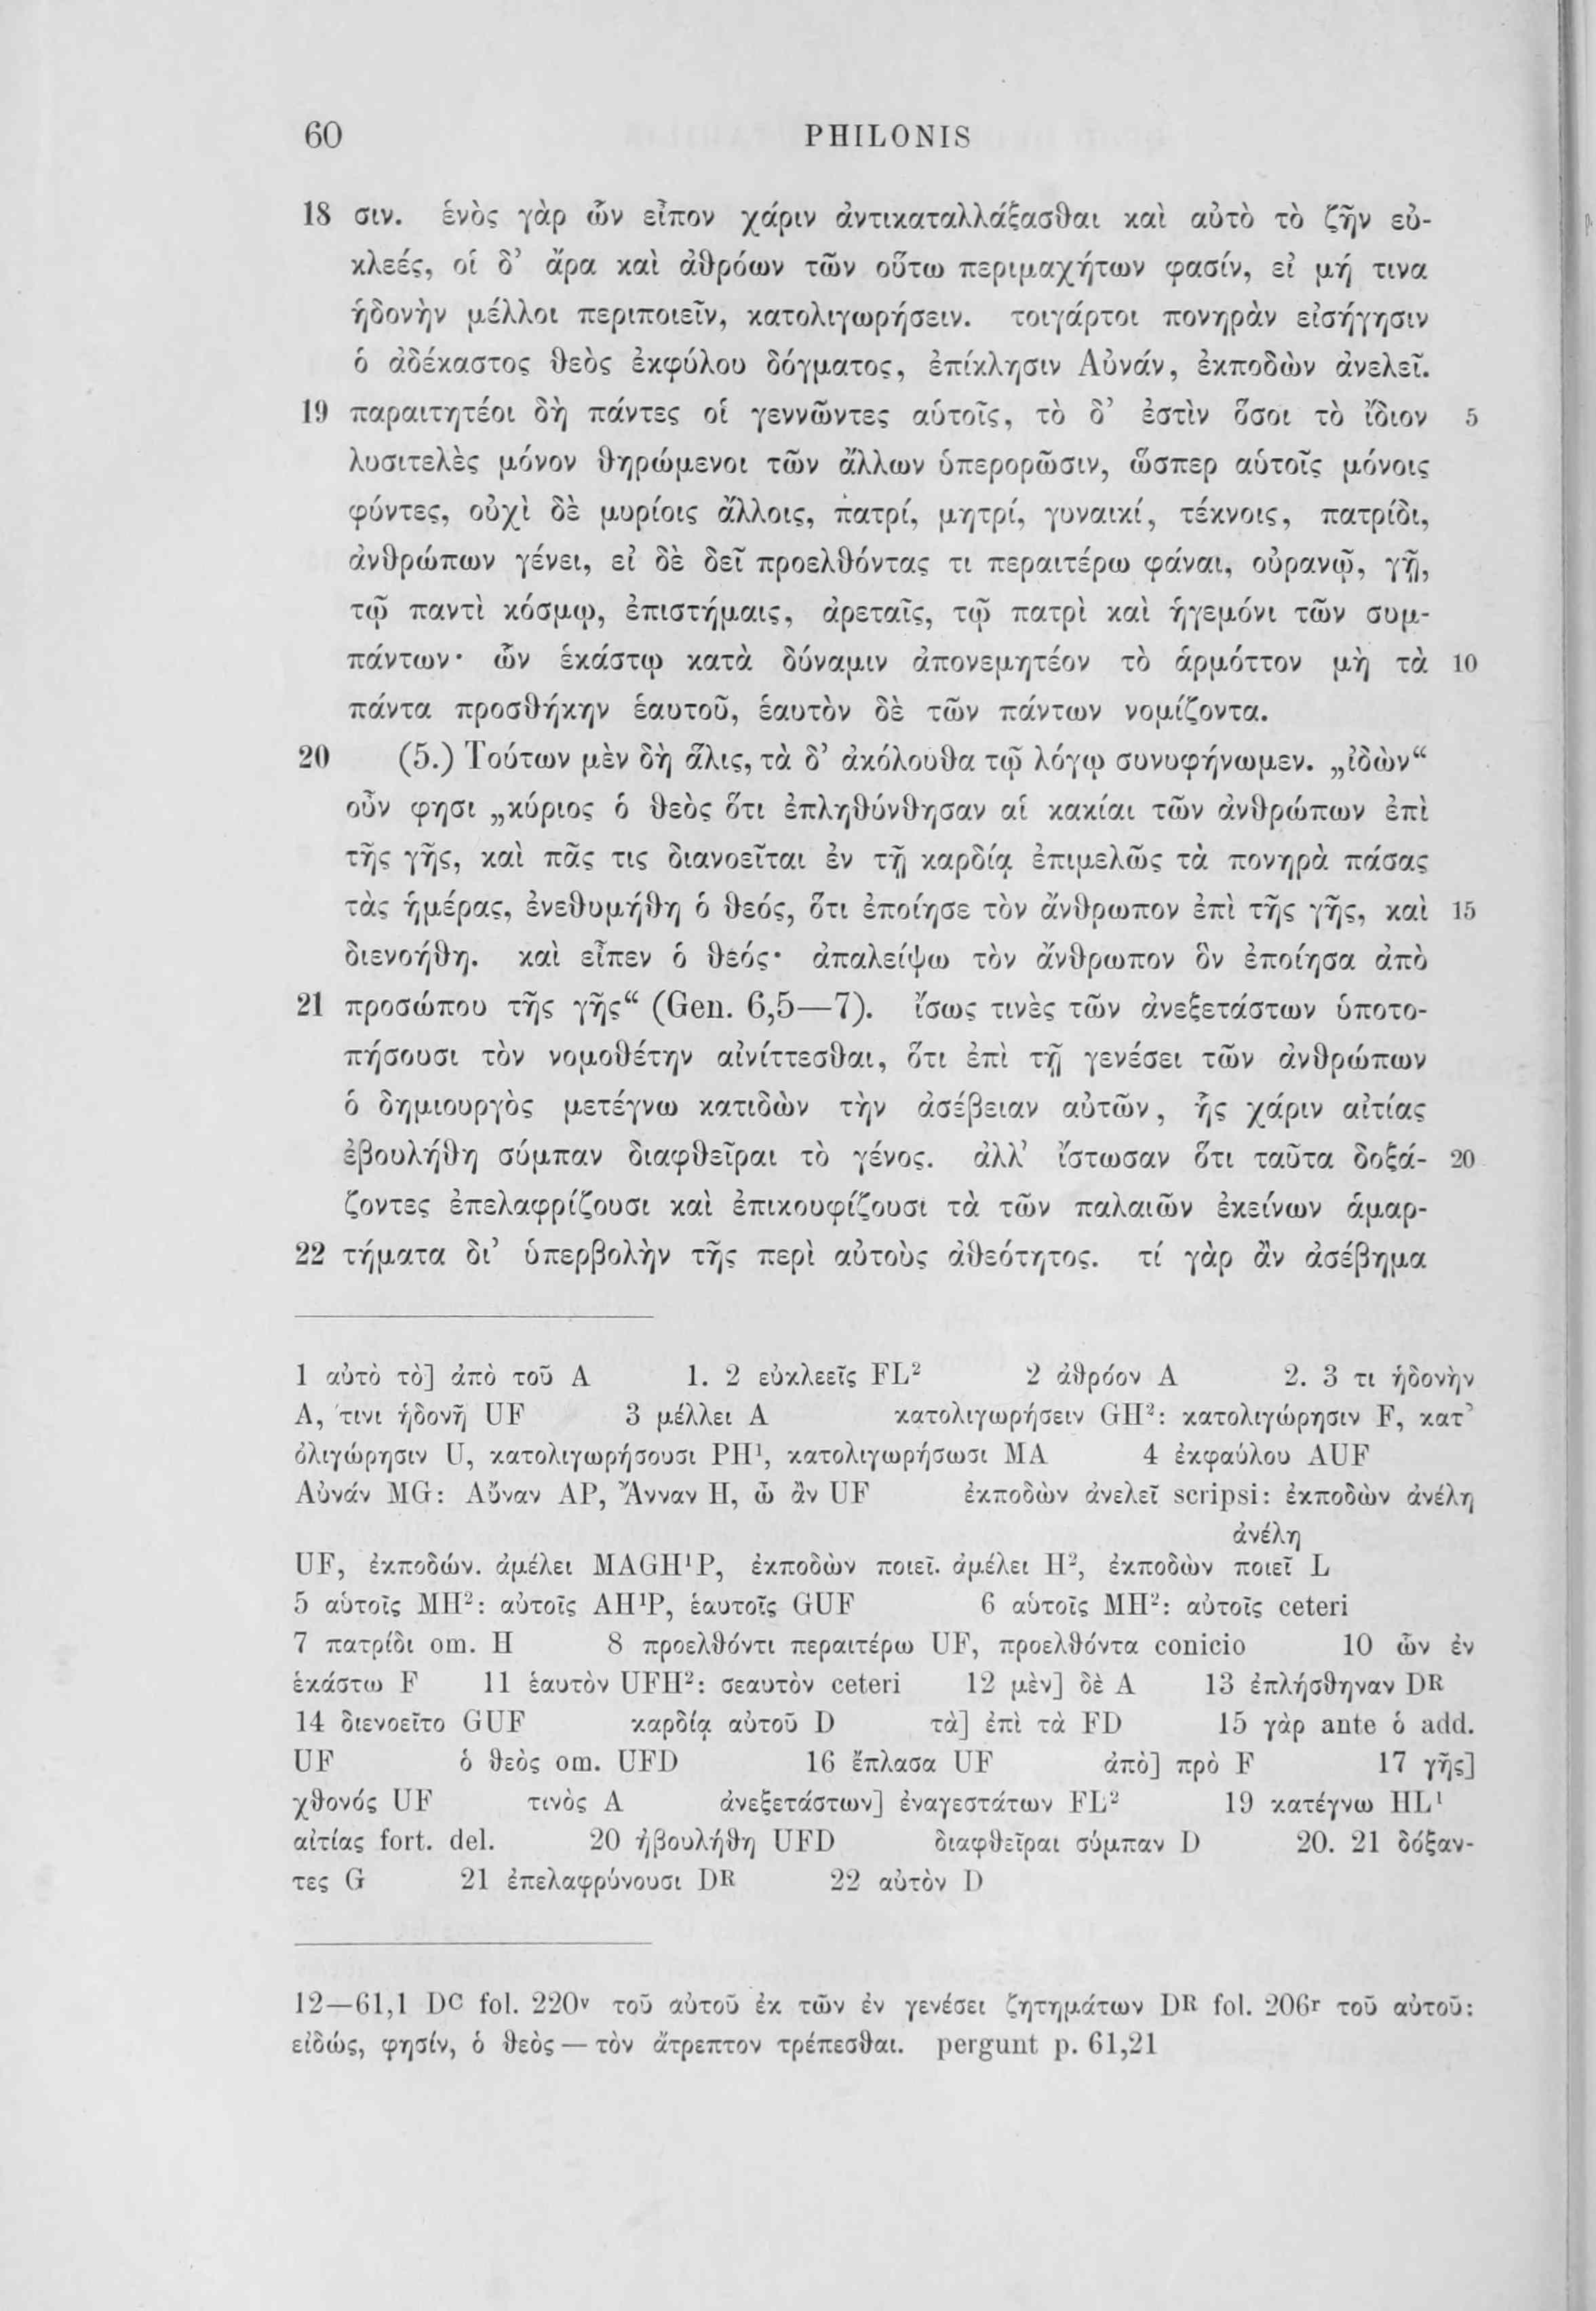 60 PHILONIS
18 σιν. ἑνὸς γὰρ ὧν εἶπον χάριν ἀντικαταλλάξασθαι καὶ αὐτὸ τὸ ζῆν εὐ-
κλεές, οἱ δ’ ἄρα καὶ ἀθρόων τῶν οὕτω περιμαχήτων φασίν, εἰ μή τινα
ἡδονὴν μέλλοι περιποιεῖν, κατολιγωρήσειν. τοιγάρτοι πονηρὰν εἰσήγησιν
ὁ ἀδέκαστος θεὸς ἐκφύλου δόγματος, ἐπίκλησιν Αὐνάν, ἐκποδὼν ἀνελεῖ.
19 παραιτητέοι δὴ πάντες οἱ γεννῶντες αὑτοῖς, τὸ δ’ ἐστὶν ὅσοι τὸ ἴδιον 5
λυσιτελὲς μόνον θηρώμενοι τῶν ἄλλων ὑπερορῶσιν, ὥσπερ αὑτοῖς μόνοις
φύντες, οὐχὶ δὲ μυρίοις ἄλλοις, πατρί, μητρί, γυναικί, τέκνοις, πατρίδι,
ἀνθρώπων γένει, εἰ δὲ δεῖ προελθόντας τι περαιτέρω φάναι, οὐρανῷ, γῇ,
τῷ παντὶ κόσμῳ, ἐπιστήμαις, ἀρεταῖς, τῷ πατρὶ καὶ ἡγεμόνι τῶν συμ-
πάντων· ὧν ἑκάστῳ κατὰ δύναμιν ἀπονεμητέον τὸ ἁρμόττον μὴ τὰ 10
πάντα προσθήκην ἑαυτοῦ, ἑαυτὸν δὲ τῶν πάντων νομίζοντα.
20 (5.) Τούτων μὲν δὴ ἅλις, τὰ δ’ ἀκόλουθα τῷ λόγῳ συνυφήνωμεν. „ἰδὼν“
οὖν φησι „κύριος ὁ θεὸς ὅτι ἐπληθύνθησαν αἱ κακίαι τῶν ἀνθρώπων ἐπὶ
τῆς γῆς, καὶ πᾶς τις διανοεῖται ἐν τῇ καρδίᾳ ἐπιμελῶς τὰ πονηρὰ πάσας
τὰς ἡμέρας, ἐνεθυμήθη ὁ θεός, ὅτι ἐποίησε τὸν ἄνθρωπον ἐπὶ τῆς γῆς, καὶ 15
διενοήθη. καὶ εἶπεν ὁ θεός· ἀπαλείψω τὸν ἄνθρωπον ὃν ἐποίησα ἀπὸ
21 προσώπου τῆς γῆς“ (Gen. 6,5—7). ἴσως τινὲς τῶν ἀνεξετάστων ὑποτο-
πήσουσι τὸν νομοθέτην αἰνίττεσθαι, ὅτι ἐπὶ τῇ γενέσει τῶν ἀνθρώπων
ὁ δημιουργὸς μετέγνω κατιδὼν τὴν ἀσέβειαν αὐτῶν, ἧς χάριν αἰτίας
ἐβουλήθη σύμπαν διαφθεῖραι τὸ γένος. ἀλλ’ ἴστωσαν ὅτι ταῦτα δοξά- 20
ζοντες ἐπελαφρίζουσι καὶ ἐπικουφίζουσι τὰ τῶν παλαιῶν ἐκείνων ἁμαρ-
22 τήματα δι’ ὑπερβολὴν τῆς περὶ αὐτοὺς ἀθεότητος. τί γὰρ ἂν ἀσέβημα
1 αὐτὸ τὸ] ἀπὸ τοῦ A 1. 2 εὐκλεεῖς FL² 2 ἀθρόον A 2. 3 τι ἡδονὴν
A, τινι ἡδονῇ UF 3 μέλλει A κατολιγωρήσειν GH²: κατολιγώρησιν F, κατ’
ὀλιγώρησιν U, κατολιγωρήσουσι PH¹, κατολιγωρήσωσι MA 4 ἐκφαύλου AUF
Αὐνάν MG: Αὔναν AP, Ἄνναν H, ὦ ἂν UF ἐκποδὼν ἀνελεῖ scripsi: ἐκποδὼν ἀνέλῃ
ἀνέλῃ
UF, ἐκποδών. ἀμέλει MAGH¹P, ἐκποδὼν ποιεῖ. ἀμέλει H², ἐκποδὼν ποιεῖ L
5 αὑτοῖς MH²: αὐτοῖς AH¹P, ἑαυτοῖς GUF 6 αὑτοῖς MH²: αὐτοῖς ceteri
7 πατρίδι om. H 8 προελθόντι περαιτέρω UF, προελθόντα conicio 10 ὧν ἐν
ἑκάστω F 11 ἑαυτὸν UFH²: σεαυτὸν ceteri 12 μὲν] δὲ A 13 ἐπλήσθηναν DR
14 διενοεῖτο GUF καρδίᾳ αὐτοῦ D τὰ] ἐπὶ τὰ FD 15 γὰρ ante ὁ add.
UF ὁ θεὸς om. UFD 16 ἔπλασα UF ἀπὸ] πρὸ F 17 γῆς]
χθονός UF τινὸς A ἀνεξετάστων] ἐναγεστάτων FL² 19 κατέγνω HL¹
αἰτίας fort. del. 20 ἠβουλήθη UFD διαφθεῖραι σύμπαν D 20. 21 δόξαν-
τες G 21 ἐπελαφρύνουσι DR 22 αὐτὸν D
12—61,1 DC fol. 220v τοῦ αὐτοῦ ἐκ τῶν ἐν γενέσει ζητημάτων DR fol. 206r τοῦ αὐτοῦ:
εἰδώς, φησίν, ὁ θεὸς — τὸν ἄτρεπτον τρέπεσθαι. pergunt p. 61,21